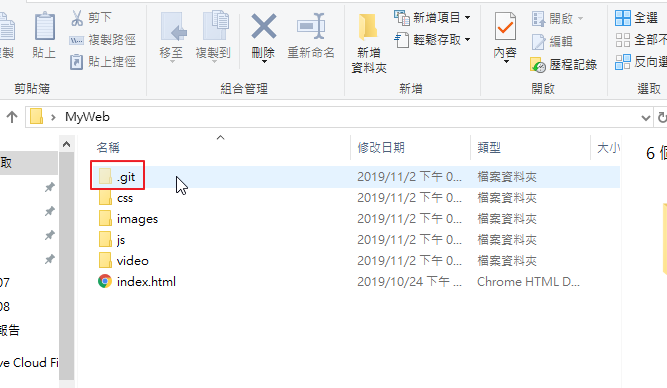 剪下
複製路徑
貼上捷徑
貼上
剪貼簿
移至
複製到
刪除
重新命名
組合管理
新增
資料夾
新增項目
輕鬆存取
新增
內容
開啟
編輯
歷程記錄
開啟
全選
全部不
反向選
選取
MyWeb
名稱
修改日期
類型
大小
6 個
取
.git
2019/11/2 下午 0...
檔案資料夾
css
2019/11/2 下午 0...
檔案資料夾
images
2019/11/2 下午 0...
檔案資料夾
js
2019/11/2 下午 0...
檔案資料夾
video
2019/11/2 下午 0...
檔案資料夾
index.html
2019/10/24 下午...
Chrome HTML D...
07
08
報告
ve Cloud Fi